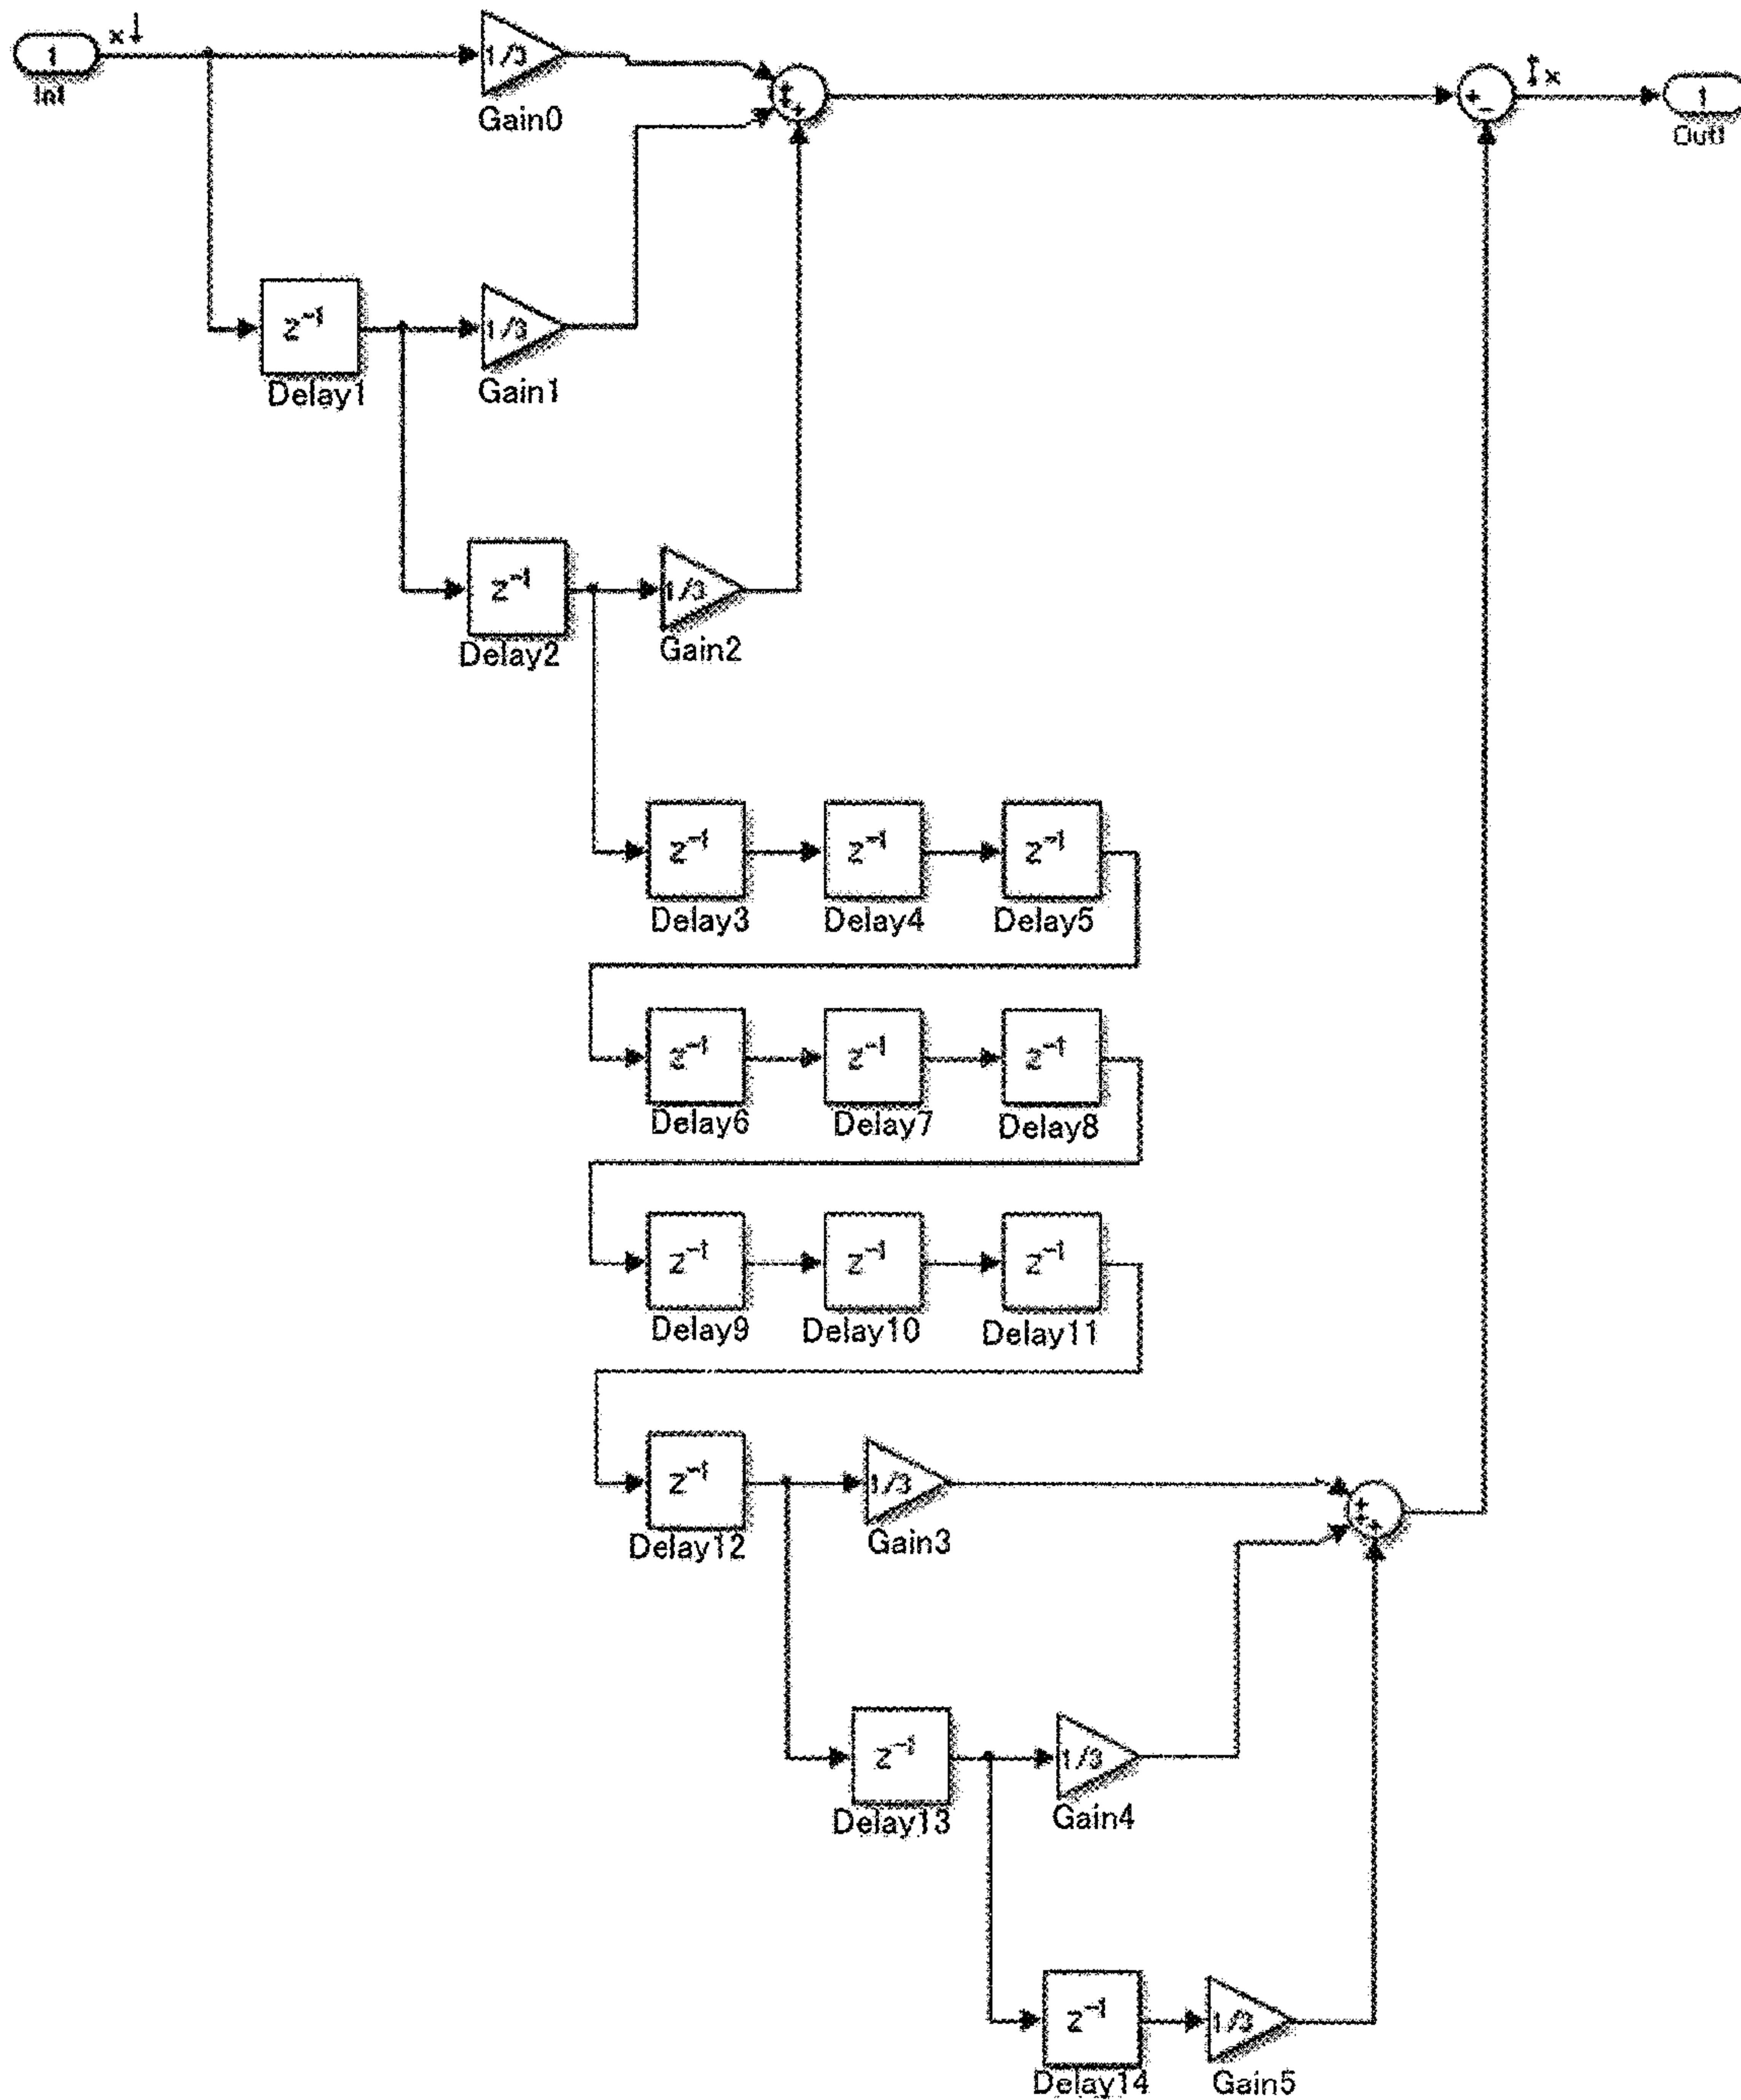 x
1
In1
1/3
Gain0
+
+
+
+
-
x
1
Out1
z⁻¹
Delay1
1/3
Gain1
z⁻¹
Delay2
1/3
Gain2
z⁻¹
Delay3
z⁻¹
Delay4
z⁻¹
Delay5
z⁻¹
Delay6
z⁻¹
Delay7
z⁻¹
Delay8
z⁻¹
Delay9
z⁻¹
Delay10
z⁻¹
Delay11
z⁻¹
Delay12
1/3
Gain3
+
+
+
z⁻¹
Delay13
1/3
Gain4
z⁻¹
Delay14
1/3
Gain5